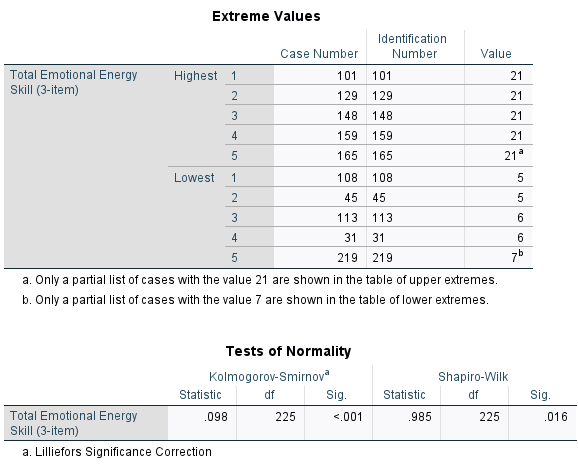 Extreme Values
Case Number Identification Number Value
Total Emotional Energy Skill (3-item) Highest 1 101 101 21
2 129 129 21
3 148 148 21
4 159 159 21
5 165 165 21a
Lowest 1 108 108 5
2 45 45 5
3 113 113 6
4 31 31 6
5 219 219 7b
a. Only a partial list of cases with the value 21 are shown in the table of upper extremes.
b. Only a partial list of cases with the value 7 are shown in the table of lower extremes.
Tests of Normality
Kolmogorov-Smirnova Shapiro-Wilk
Statistic df Sig. Statistic df Sig.
Total Emotional Energy Skill (3-item) .098 225 <.001 .985 225 .016
a. Lilliefors Significance Correction